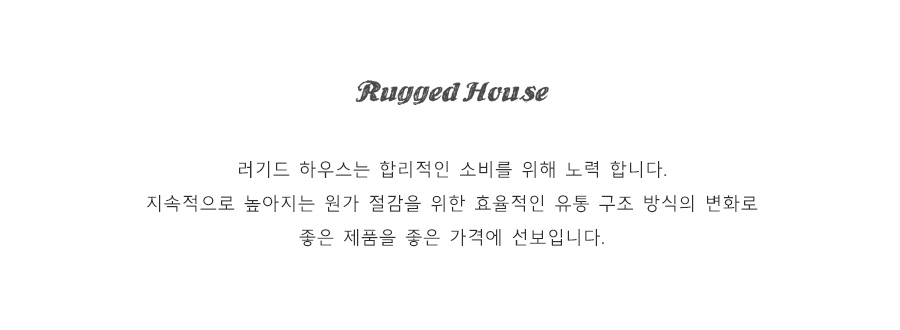 Rugged House
러기드 하우스는 합리적인 소비를 위해 노력 합니다.
지속적으로 높아지는 원가 절감을 위한 효율적인 유통 구조 방식의 변화로
좋은 제품을 좋은 가격에 선보입니다.